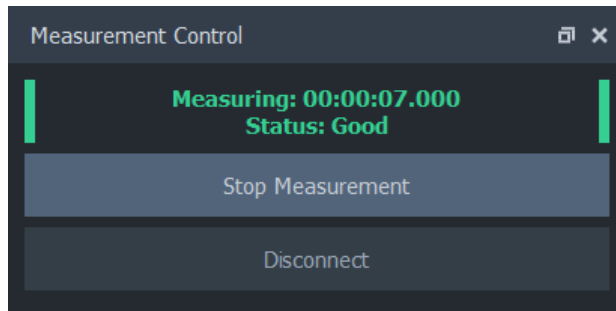 Measurement Control
Measuring: 00:00:07.000
Status: Good
Stop Measurement
Disconnect